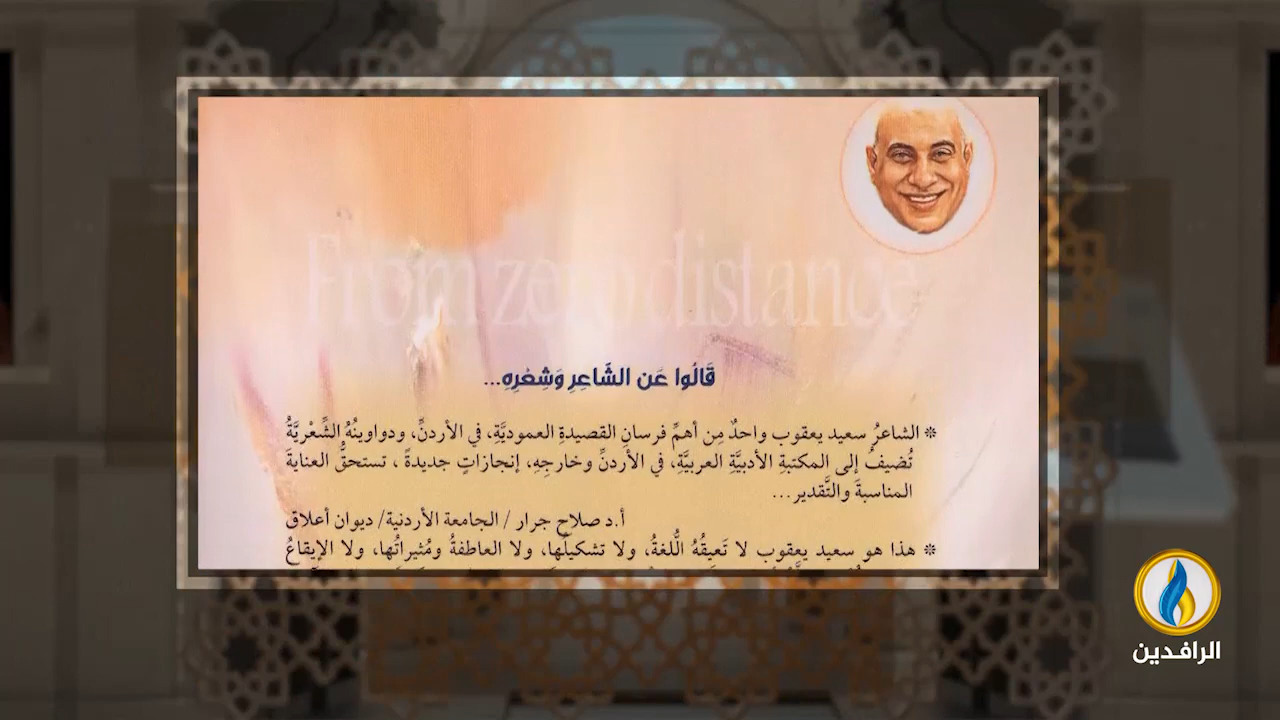 From zero distance
قَالُوا عَن الشَّاعِرِ وَشِعْرِهِ...
* الشاعرُ سعيد يعقوب واحدٌ مِن أهمِّ فرسانِ القصيدةِ العموديَّةِ، في الأردنِّ، ودواوينُهُ الشِّعْريَّةُ
تُضيفُ إلى المكتبةِ الأدبيَّةِ العربيَّةِ، في الأردنِّ وخارجِهِ، إنجازاتٍ جديدةً ، تستحقُّ العنايةَ
المناسبةَ والتَّقدير...
أ.د صلاح جرار / الجامعة الأردنية/ ديوان أعلاق
* هذا هو سعيد يعقوب لا تَعيقُهُ الُّلغةُ، ولا تشكيلُها، ولا العاطفةُ ومُثيراتُها، ولا الإيقاعُ
الرافدين